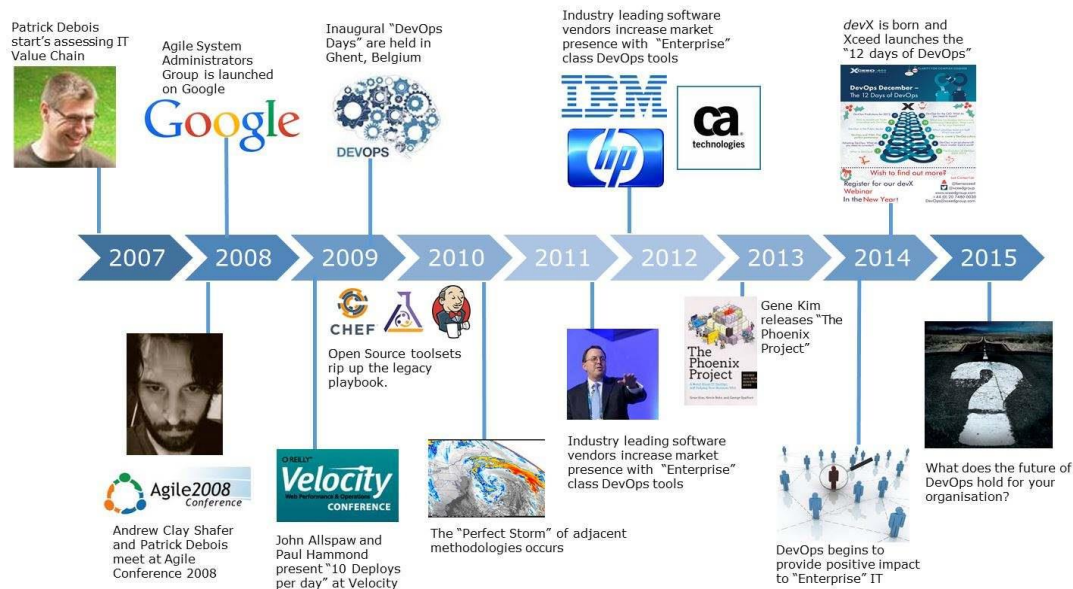 Patrick Debois
start's assessing IT
Value Chain
Agile System
Administrators
Group is launched
on Google
Google
Inaugural "DevOps
Days" are held in
Ghent, Belgium
DEVOPS
Industry leading software
vendors increase market
presence with "Enterprise"
class DevOps tools
IBM
hp
ca
technologies
devX is born and
Xceed launches the
"12 days of DevOps"
DevOps December –
The 12 Days of DevOps
Wish to find out more?
Register for our devX
Webinar
In the New Year!
2007
2008
2009
2010
2011
2012
2013
2014
2015
Agile2008
Conference
Andrew Clay Shafer
and Patrick Debois
meet at Agile
Conference 2008
CHEF
Open Source toolsets
rip up the legacy
playbook.
O'REILLY
Velocity
Web Performance & Operations
CONFERENCE
John Allspaw and
Paul Hammond
present "10 Deploys
per day" at Velocity
The "Perfect Storm" of adjacent
methodologies occurs
Industry leading software
vendors increase market
presence with "Enterprise"
class DevOps tools
The
Phoenix
Project
Gene Kim
releases "The
Phoenix
Project"
DevOps begins to
provide positive impact
to "Enterprise" IT
?
What does the future of
DevOps hold for your
organisation?